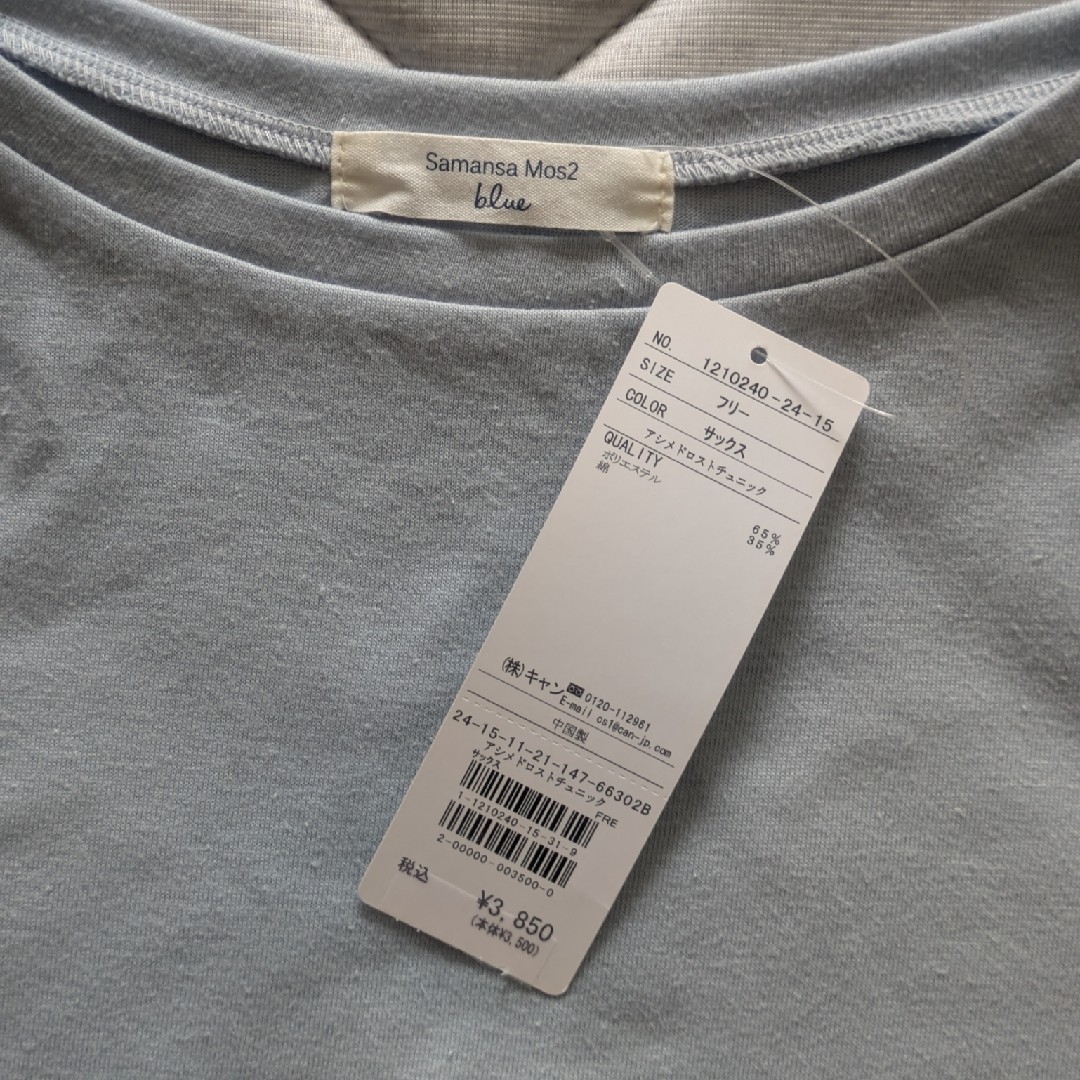 Samansa Mos2
blue
NO. 1210240-24-15
SIZE フリー
COLOR サックス
アシメドロストチュニック
QUALITY
ポリエステル 65%
綿 35%
(株)キャン 0120-112961
E-mail cs1@can-jp.com
中国製
24-15-11-21-147-66302B
アシメドロストチュニック
サックス FRE
1-1210240-15-31-9
2-00000-003500-0
税込 ¥3,850
(本体¥3,500)